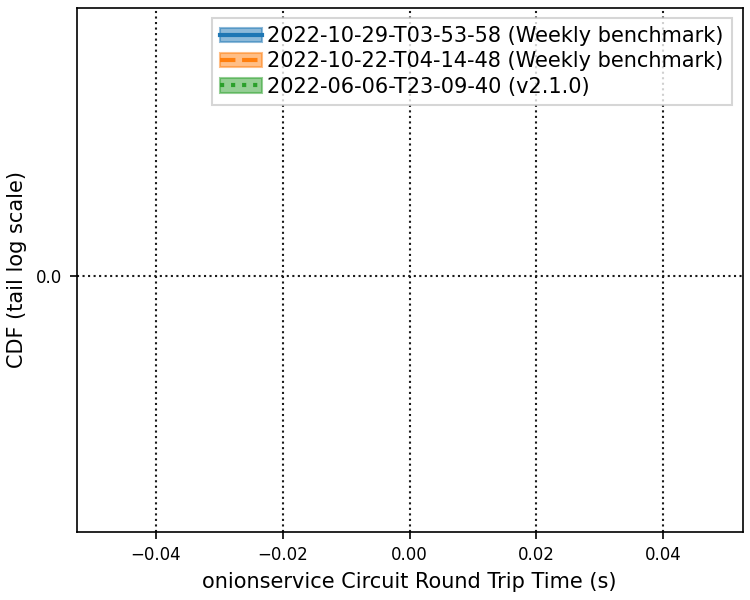 2022-10-29-T03-53-58 (Weekly benchmark)
2022-10-22-T04-14-48 (Weekly benchmark)
2022-06-06-T23-09-40 (v2.1.0)
CDF (tail log scale)
0.0
−0.04 −0.02 0.00 0.02 0.04
onionservice Circuit Round Trip Time (s)